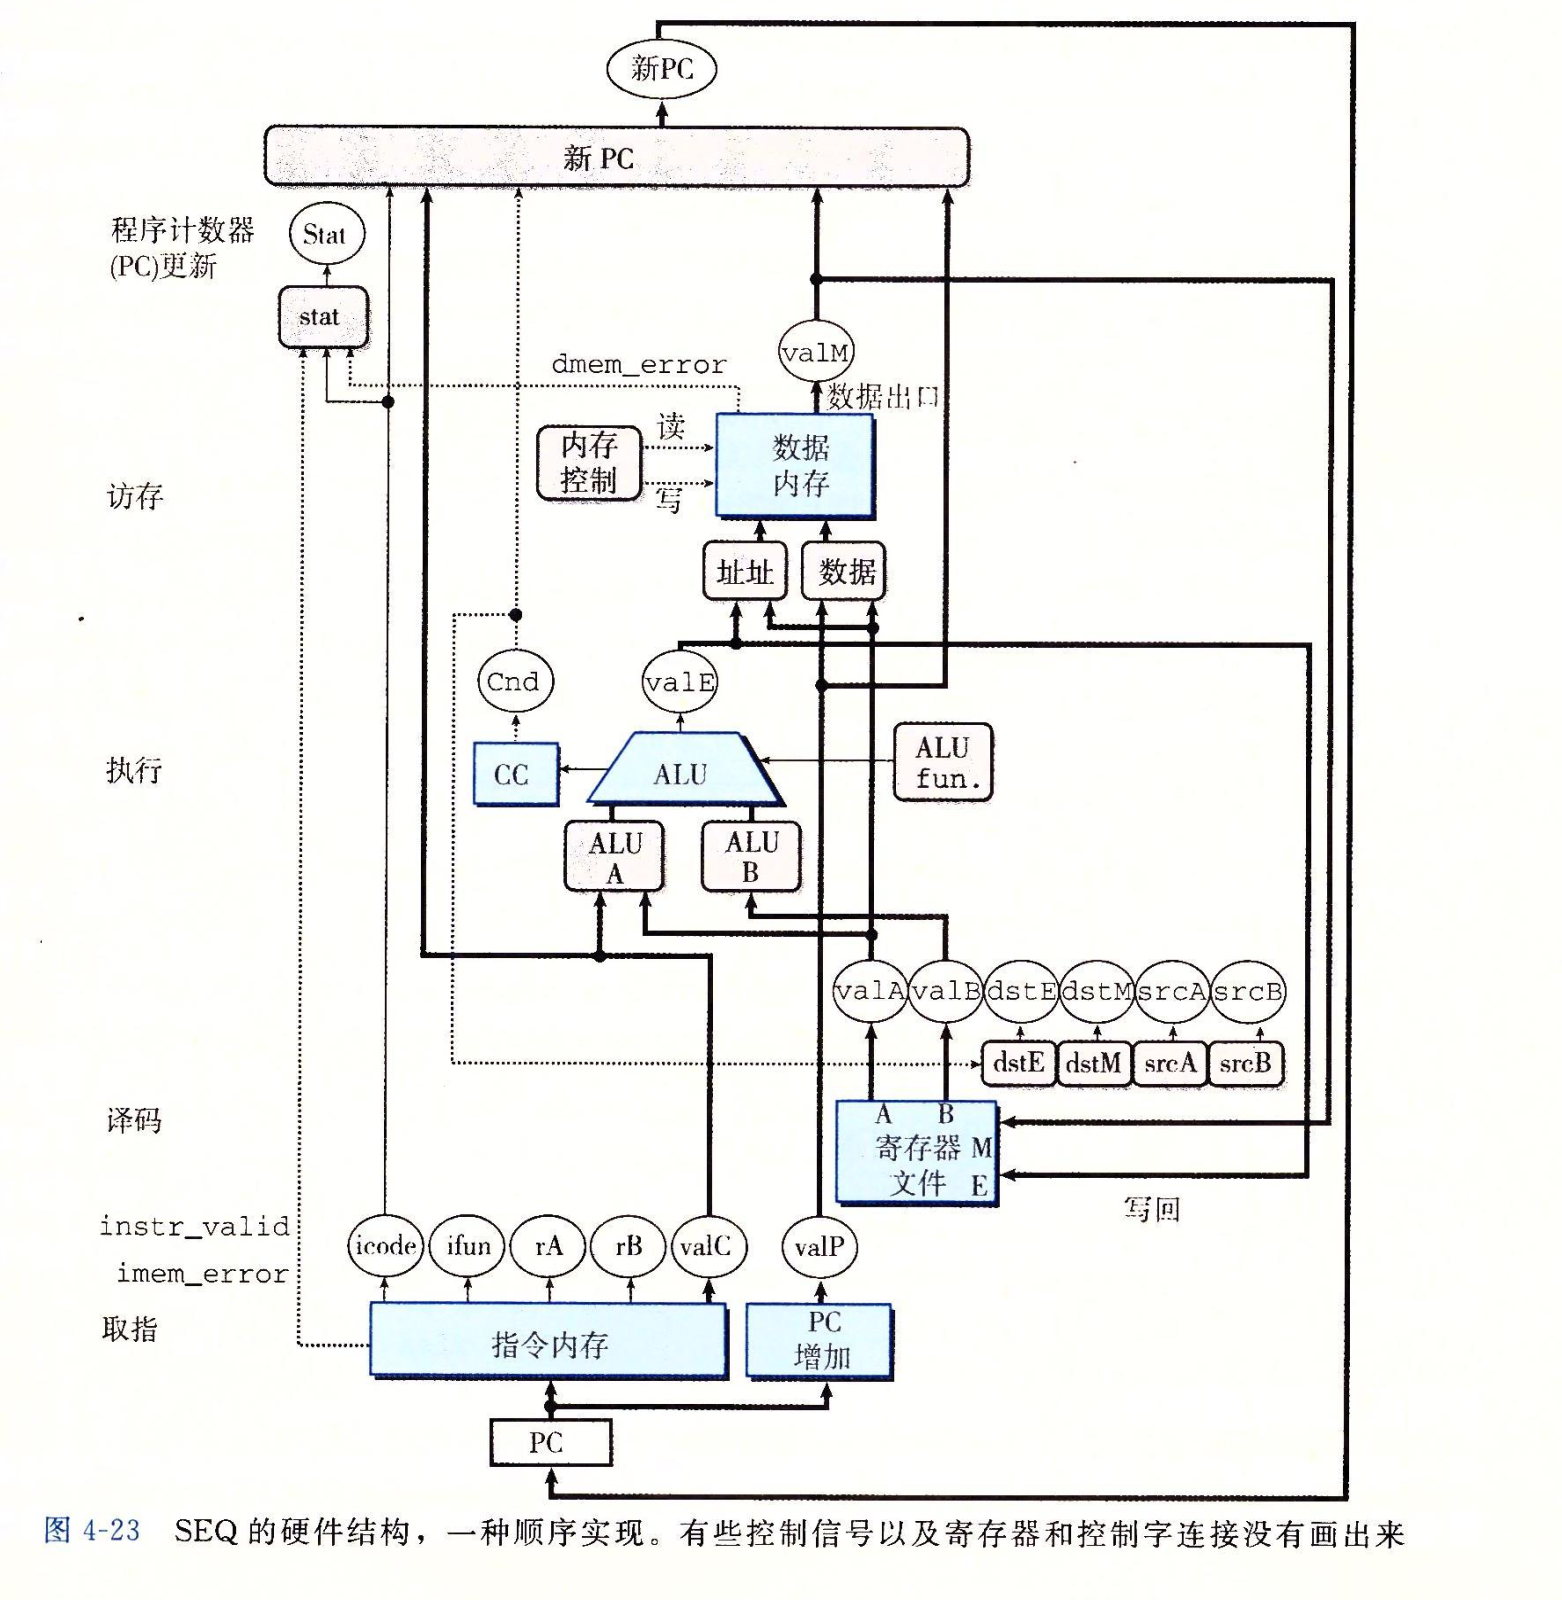 新PC
新 PC
程序计数器
(PC)更新
Stat
stat
valM
dmem_error
数据出口
读
内存
控制
写
数据
内存
访存
址址
数据
Cnd
valE
执行
CC
ALU
ALU
fun.
ALU
A
ALU
B
valA
valB
dstE
dstM
srcA
srcB
dstE
dstM
srcA
srcB
译码
A
B
寄存器
M
文件
E
写回
instr_valid
imem_error
icode
ifun
rA
rB
valC
valP
取指
指令内存
PC
增加
PC
图 4-23 SEQ 的硬件结构，一种顺序实现。有些控制信号以及寄存器和控制字连接没有画出来